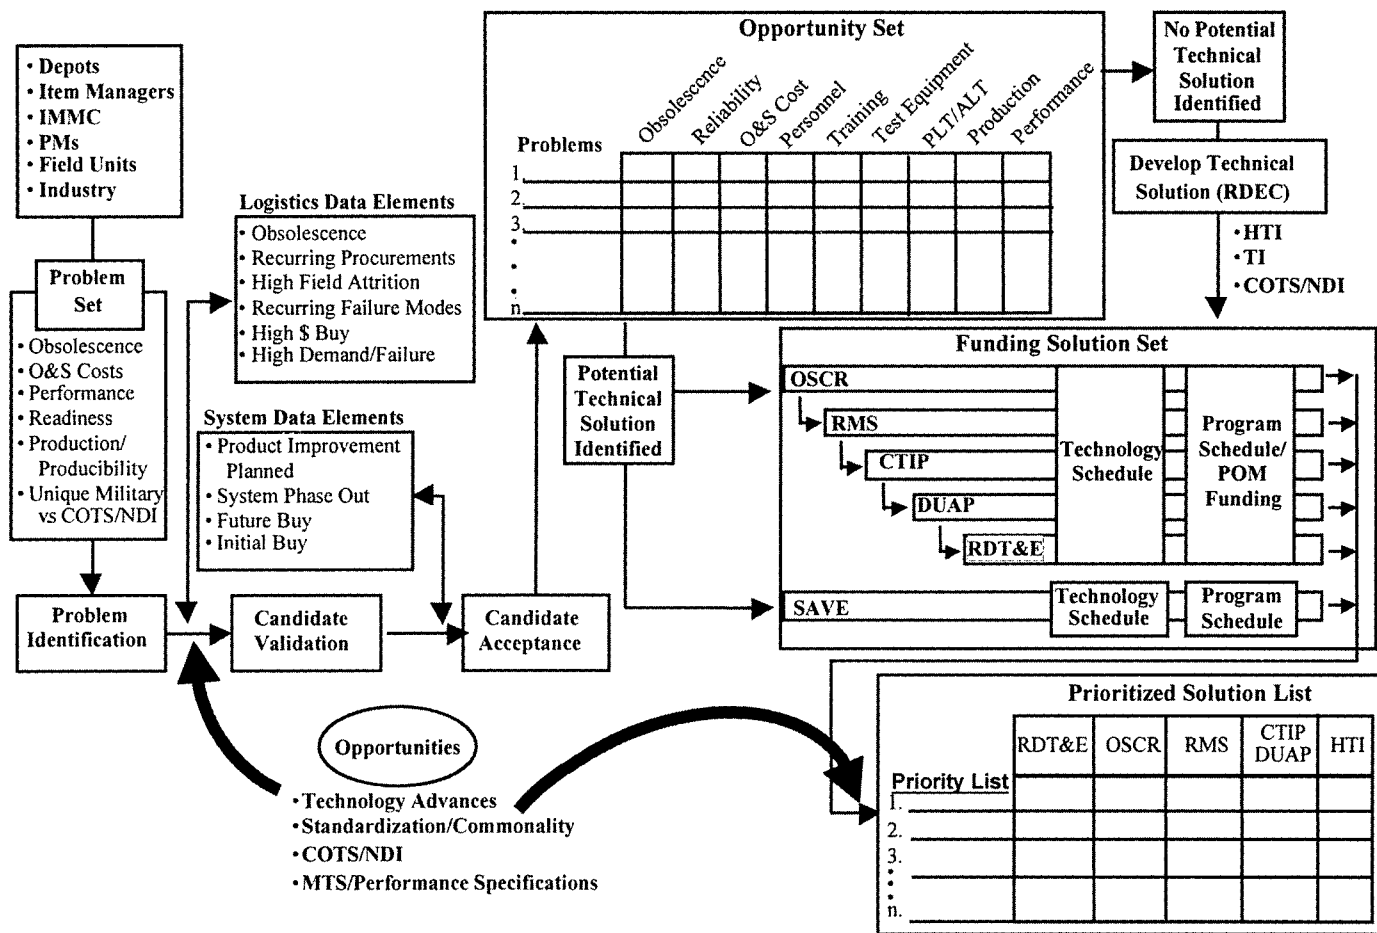 • Depots
• Item Managers
• IMMC
• PMs
• Field Units
• Industry
Problem
Set
• Obsolescence
• O&S Costs
• Performance
• Readiness
• Production/
Producibility
• Unique Military
vs COTS/NDI
Problem
Identification
Logistics Data Elements
• Obsolescence
• Recurring Procurements
• High Field Attrition
• Recurring Failure Modes
• High $ Buy
• High Demand/Failure
System Data Elements
• Product Improvement
Planned
• System Phase Out
• Future Buy
• Initial Buy
Candidate
Validation
Candidate
Acceptance
Opportunities
• Technology Advances
• Standardization/Commonality
• COTS/NDI
• MTS/Performance Specifications
Opportunity Set
Problems
Obsolescence
Reliability
O&S Cost
Personnel
Training
Test Equipment
PLT/ALT
Production
Performance
1.
2.
3.
•
•
•
n.
Potential
Technical
Solution
Identified
No Potential
Technical
Solution
Identified
Develop Technical
Solution (RDEC)
• HTI
• TI
• COTS/NDI
Funding Solution Set
OSCR
RMS
CTIP
DUAP
RDT&E
Technology
Schedule
Program
Schedule/
POM
Funding
SAVE
Technology
Schedule
Program
Schedule
Prioritized Solution List
RDT&E OSCR RMS CTIP DUAP HTI
Priority List
1.
2.
3.
•
•
•
n.